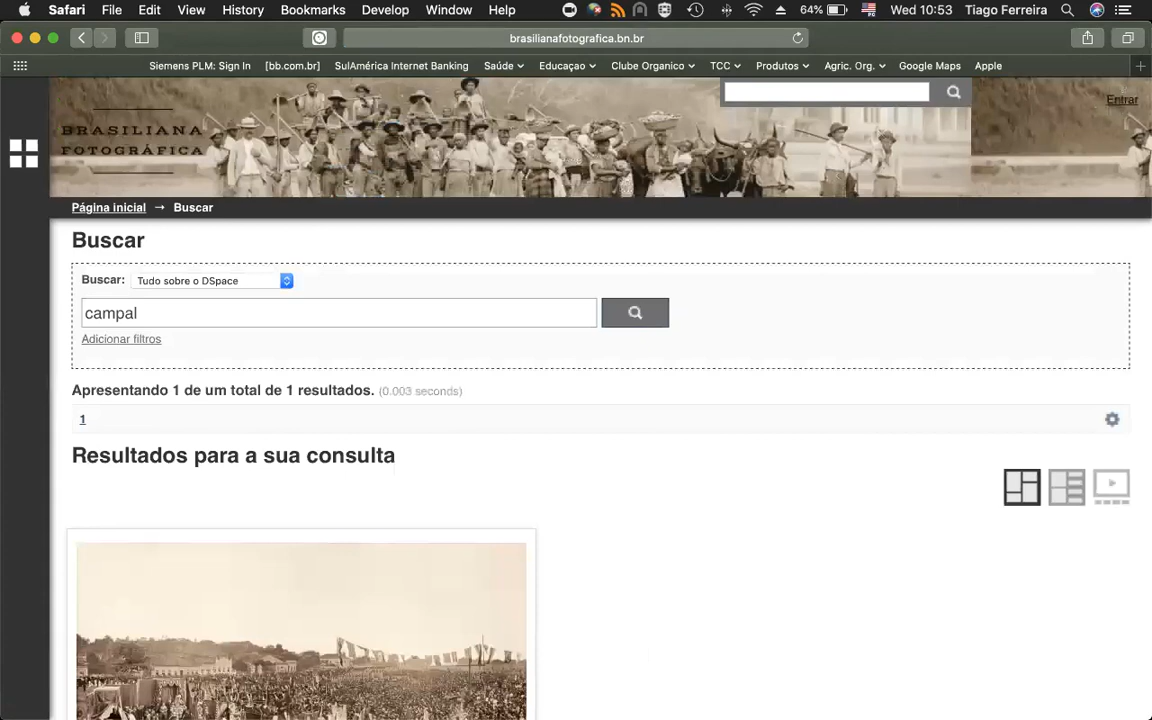 Safari File Edit View History Bookmarks Develop Window Help 64% Wed 10:53 Tiago Ferreira
brasilianafotografica.bn.br
Siemens PLM: Sign In [bb.com.br] SulAmérica Internet Banking Saúde Educaçao Clube Organico TCC Produtos Agric. Org. Google Maps Apple
Entrar
BRASILIANA
FOTOGRÁFICA
Página inicial → Buscar
Buscar
Buscar: Tudo sobre o DSpace
campal
Adicionar filtros
Apresentando 1 de um total de 1 resultados. (0.003 seconds)
1
Resultados para a sua consulta